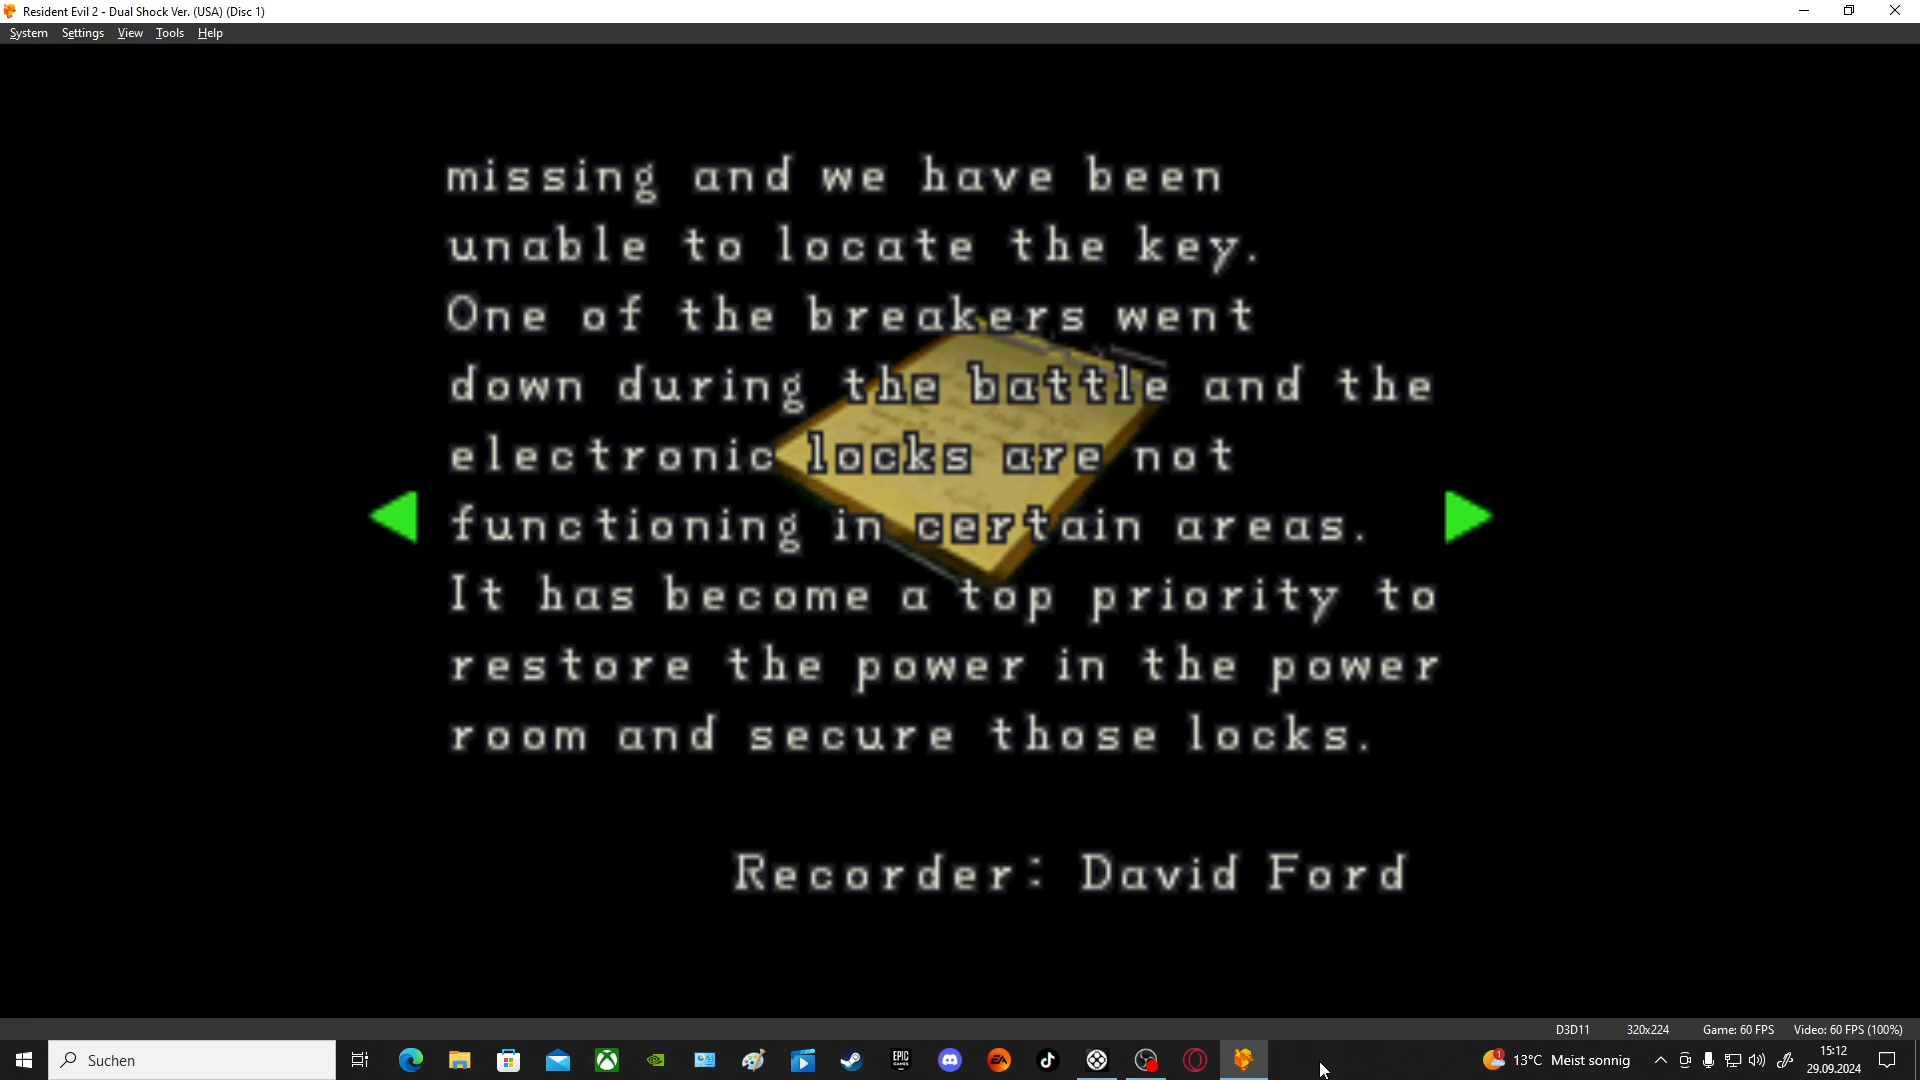 Resident Evil 2 - Dual Shock Ver. (USA) (Disc 1)
System Settings View Tools Help
missing and we have been
unable to locate the key.
One of the breakers went
down during the battle and the
electronic locks are not
functioning in certain areas.
It has become a top priority to
restore the power in the power
room and secure those locks.
Recorder: David Ford
D3D11 320x224 Game: 60 FPS Video: 60 FPS (100%)
Suchen
EPIC GAMES
EA
1
13°C Meist sonnig
15:12
29.09.2024